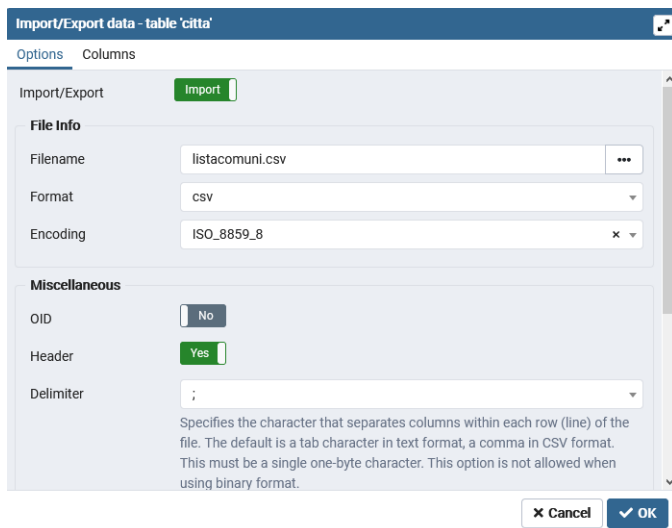 Import/Export data - table 'citta'
Options Columns
Import/Export Import
File Info
Filename listacomuni.csv
Format csv
Encoding ISO_8859_8
Miscellaneous
OID No
Header Yes
Delimiter ;
Specifies the character that separates columns within each row (line) of the
file. The default is a tab character in text format, a comma in CSV format.
This must be a single one-byte character. This option is not allowed when
using binary format.
Cancel OK